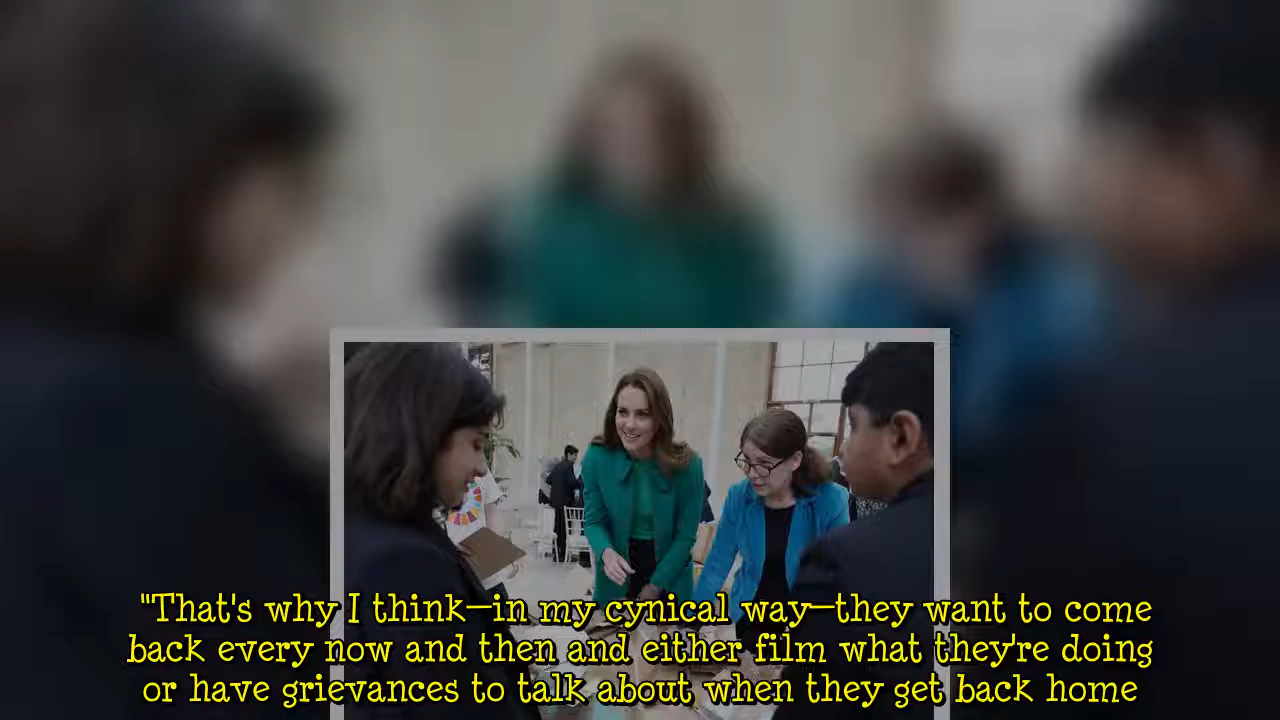 "That's why I think—in my cynical way—they want to come
back every now and then and either film what they're doing
or have grievances to talk about when they get back home